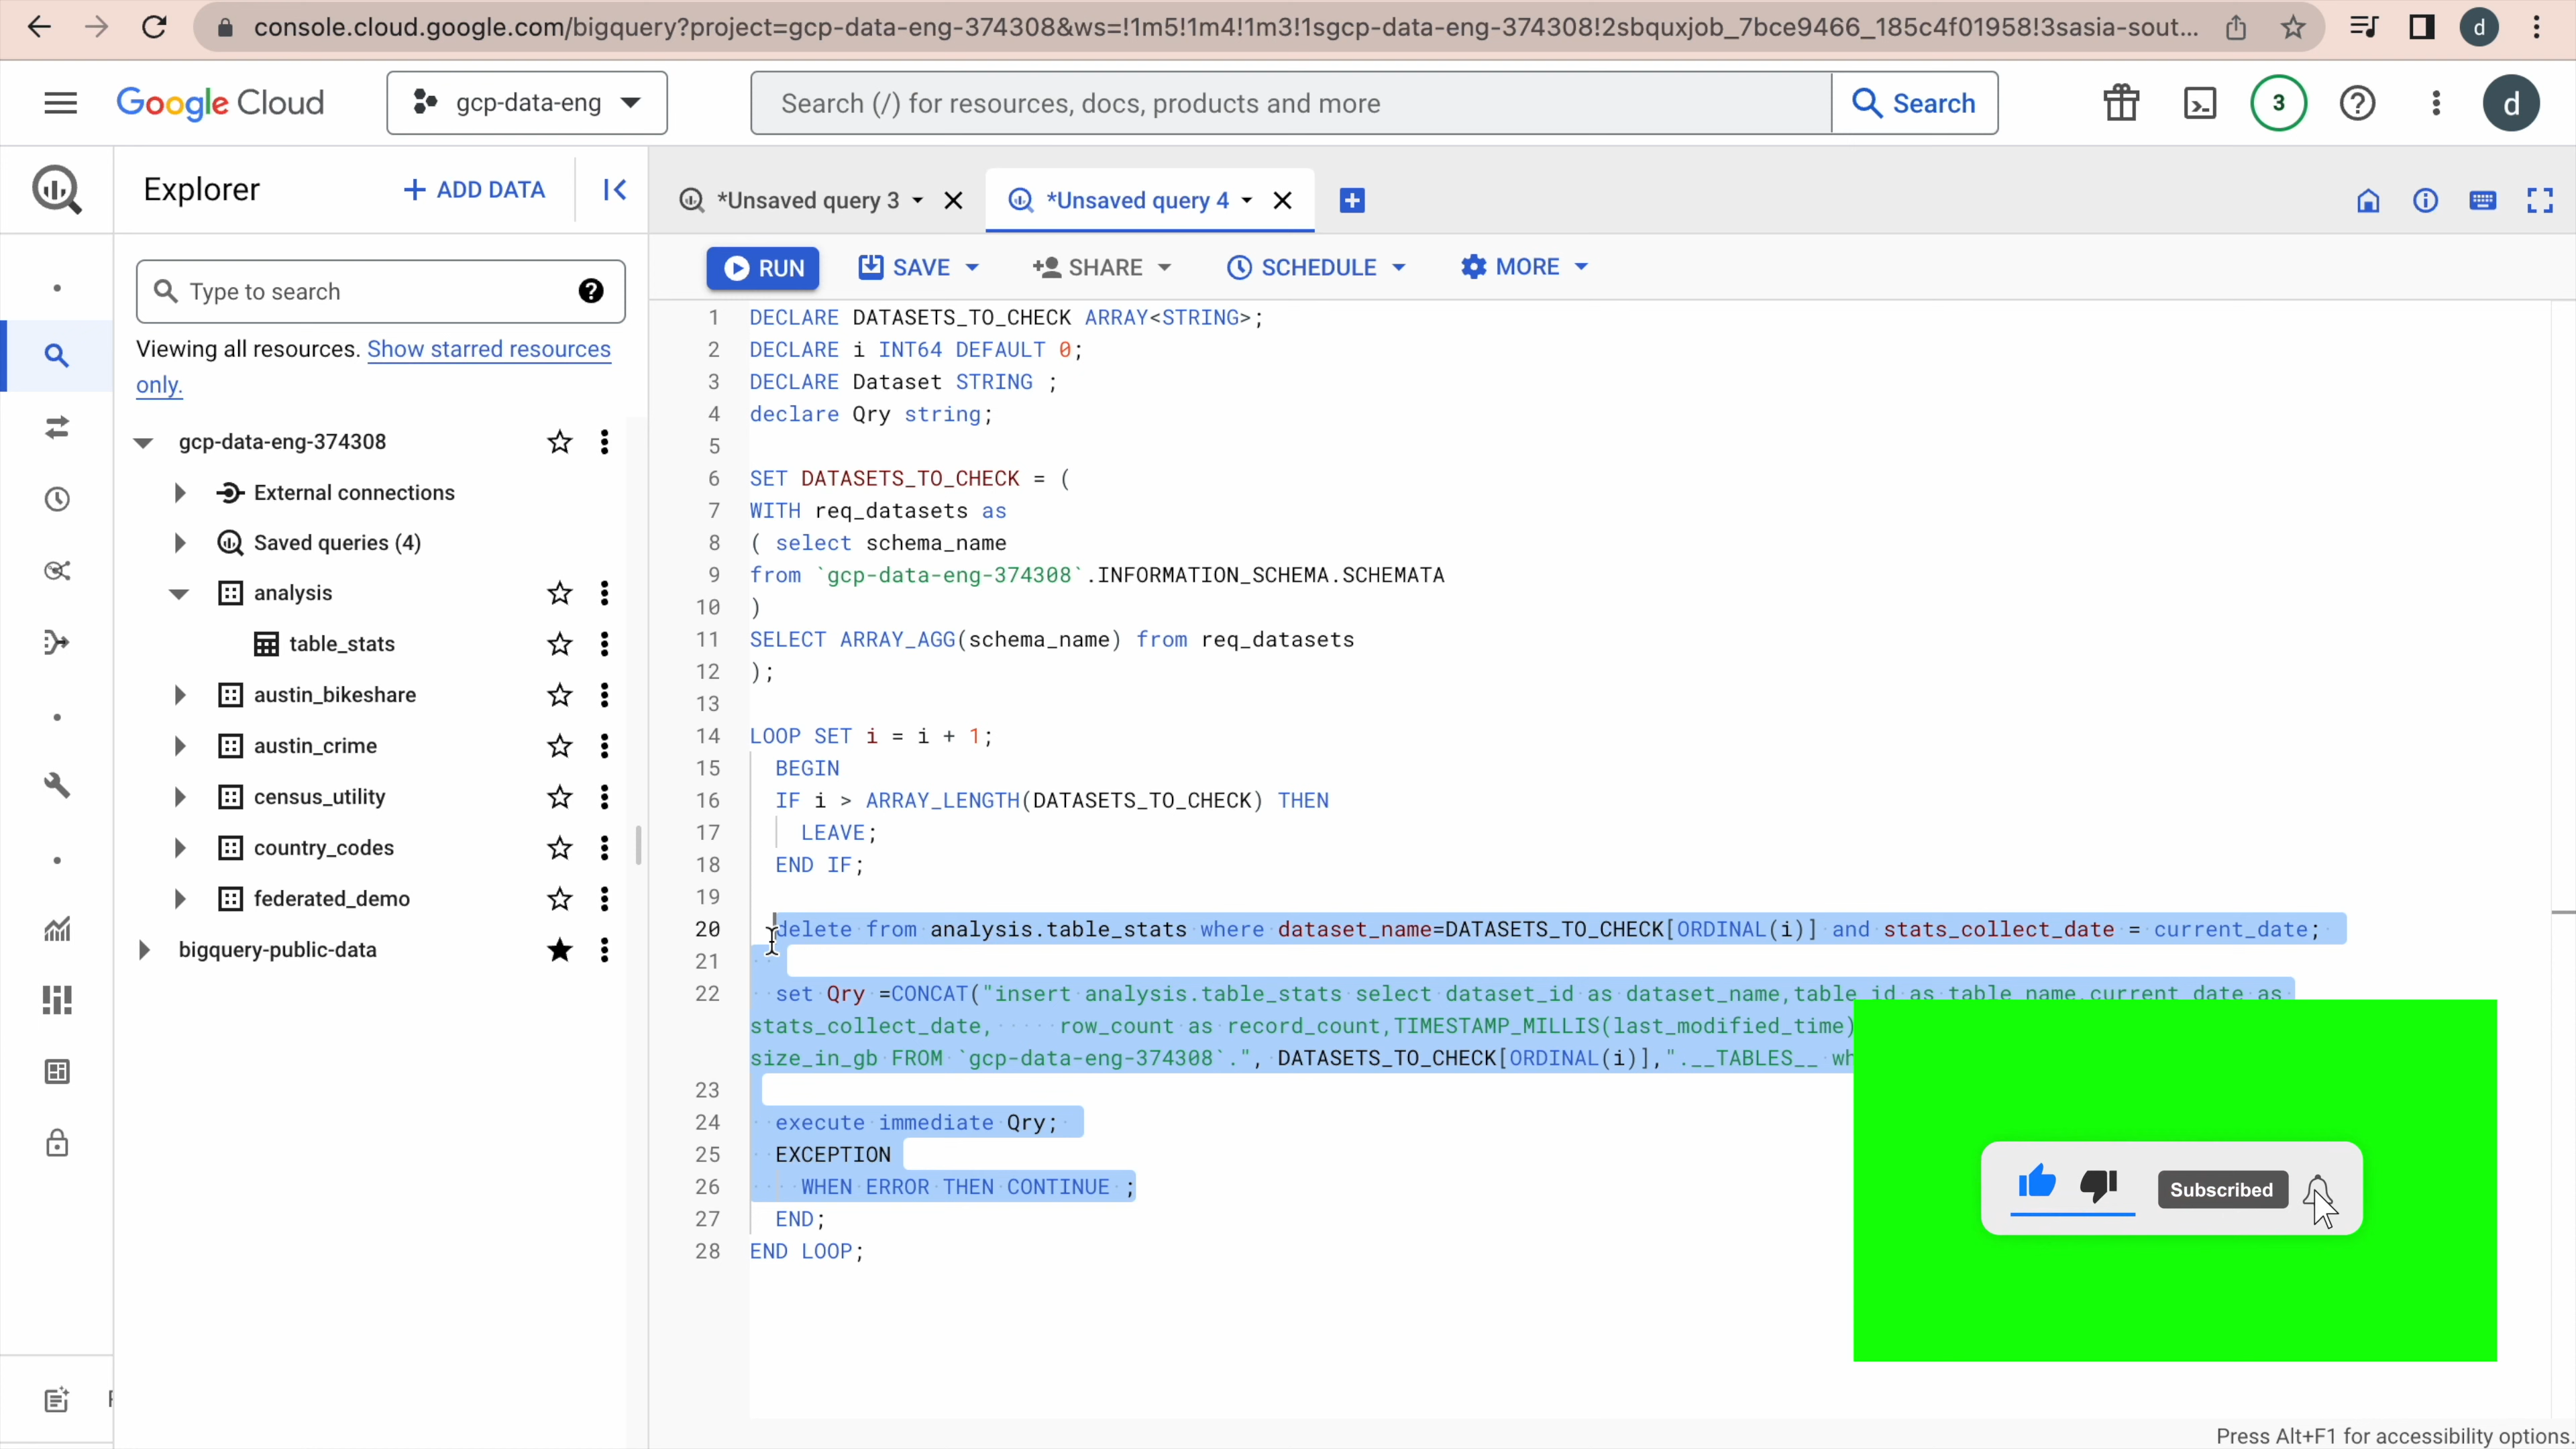 console.cloud.google.com/bigquery?project=gcp-data-eng-374308&ws=!1m5!1m4!1m3!1sgcp-data-eng-374308!2sbquxjob_7bce9466_185c4f01958!3sasia-sout...
d
Google Cloud
gcp-data-eng
Search (/) for resources, docs, products and more
Search
3
d
Explorer
+ ADD DATA
*Unsaved query 3
*Unsaved query 4
RUN
SAVE
SHARE
SCHEDULE
MORE
Type to search
Viewing all resources. Show starred resources
only.
gcp-data-eng-374308
External connections
Saved queries (4)
analysis
table_stats
austin_bikeshare
austin_crime
census_utility
country_codes
federated_demo
bigquery-public-data
1 DECLARE DATASETS_TO_CHECK ARRAY<STRING>;
2 DECLARE i INT64 DEFAULT 0;
3 DECLARE Dataset STRING ;
4 declare Qry string;
5
6 SET DATASETS_TO_CHECK = (
7 WITH req_datasets as
8 ( select schema_name
9 from `gcp-data-eng-374308`.INFORMATION_SCHEMA.SCHEMATA
10 )
11 SELECT ARRAY_AGG(schema_name) from req_datasets
12 );
13
14 LOOP SET i = i + 1;
15 BEGIN
16 IF i > ARRAY_LENGTH(DATASETS_TO_CHECK) THEN
17 LEAVE;
18 END IF;
19
20 delete from analysis.table_stats where dataset_name=DATASETS_TO_CHECK[ORDINAL(i)] and stats_collect_date = current_date;
21
22 set Qry =CONCAT("insert analysis.table_stats select dataset_id as dataset_name,table_id as table_name,current_date as
stats_collect_date, row_count as record_count,TIMESTAMP_MILLIS(last_modified_time)
size_in_gb FROM `gcp-data-eng-374308`.", DATASETS_TO_CHECK[ORDINAL(i)],".__TABLES__ wh
23
24 execute immediate Qry;
25 EXCEPTION
26 WHEN ERROR THEN CONTINUE ;
27 END;
28 END LOOP;
Subscribed
Press Alt+F1 for accessibility options.